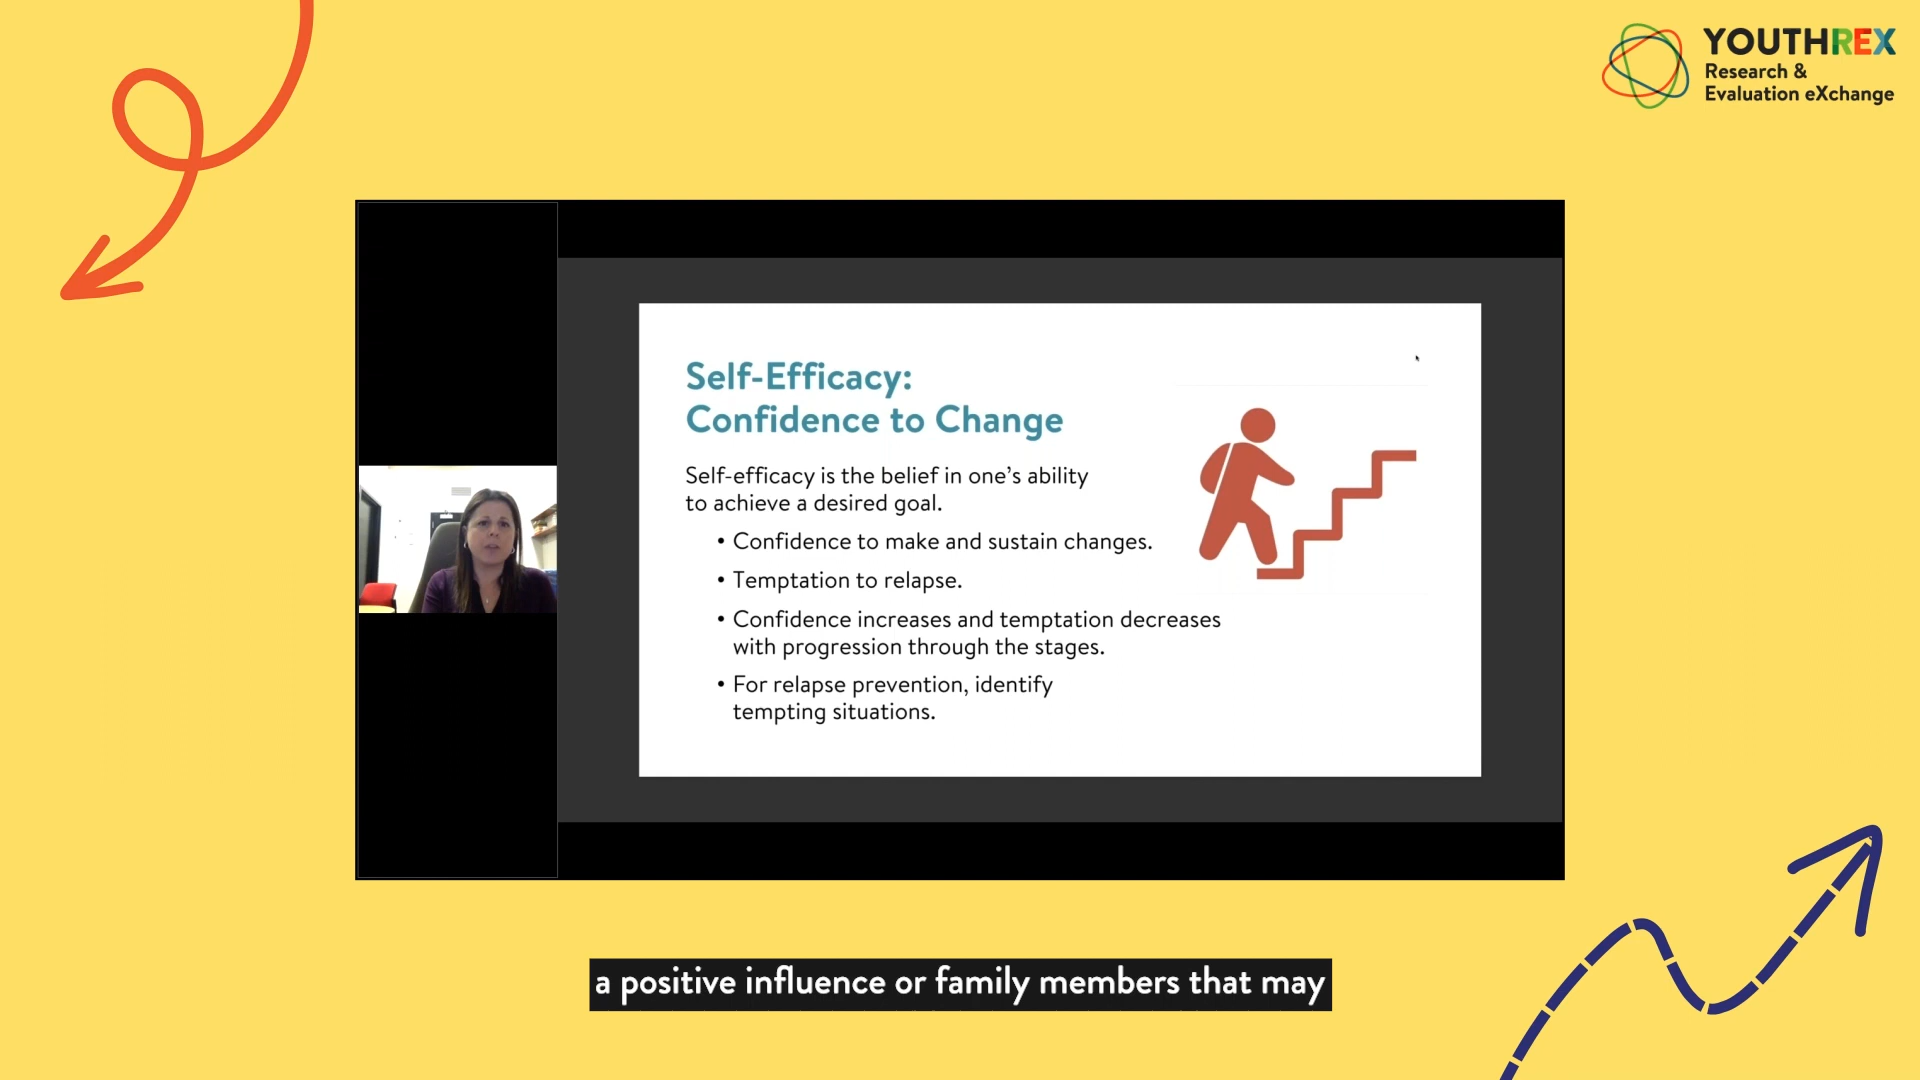 YOUTHREX
Research &
Evaluation eXchange
Self-Efficacy:
Confidence to Change
Self-efficacy is the belief in one's ability
to achieve a desired goal.
• Confidence to make and sustain changes.
• Temptation to relapse.
• Confidence increases and temptation decreases
with progression through the stages.
• For relapse prevention, identify
tempting situations.
a positive influence or family members that may